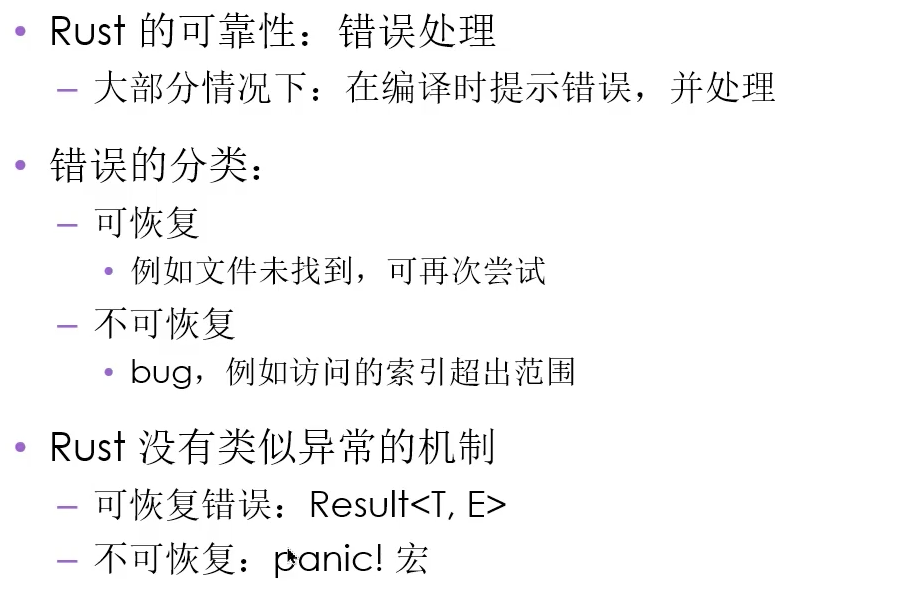 • Rust 的可靠性：错误处理
– 大部分情况下：在编译时提示错误，并处理
• 错误的分类：
– 可恢复
• 例如文件未找到，可再次尝试
– 不可恢复
• bug，例如访问的索引超出范围
• Rust 没有类似异常的机制
– 可恢复错误：Result<T, E>
– 不可恢复：panic! 宏